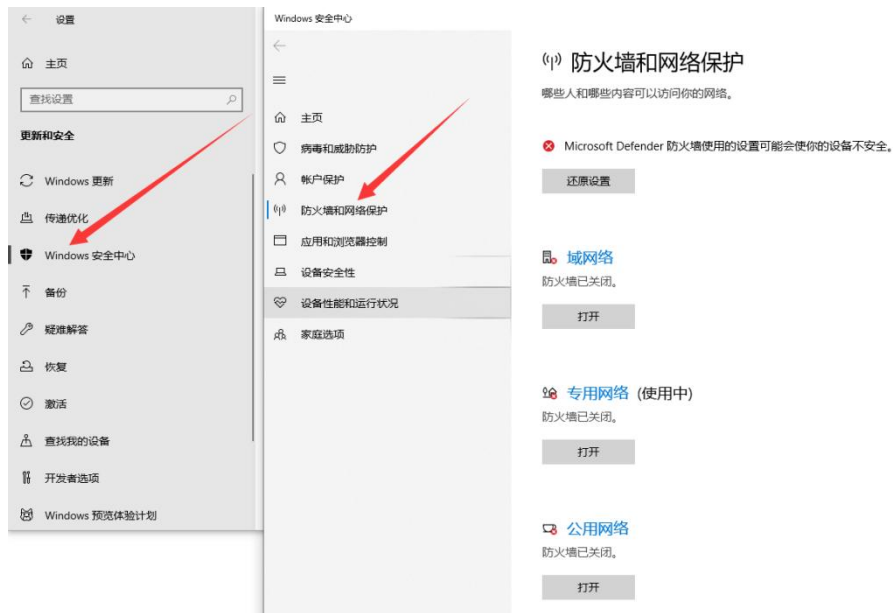 设置
主页
查找设置
更新和安全
Windows 更新
传递优化
Windows 安全中心
备份
疑难解答
恢复
激活
查找我的设备
开发者选项
Windows 预览体验计划
Windows 安全中心
主页
病毒和威胁防护
帐户保护
防火墙和网络保护
应用和浏览器控制
设备安全性
设备性能和运行状况
家庭选项
防火墙和网络保护
哪些人和哪些内容可以访问你的网络。
Microsoft Defender 防火墙使用的设置可能会使你的设备不安全。
还原设置
域网络
防火墙已关闭。
打开
专用网络 (使用中)
防火墙已关闭。
打开
公用网络
防火墙已关闭。
打开